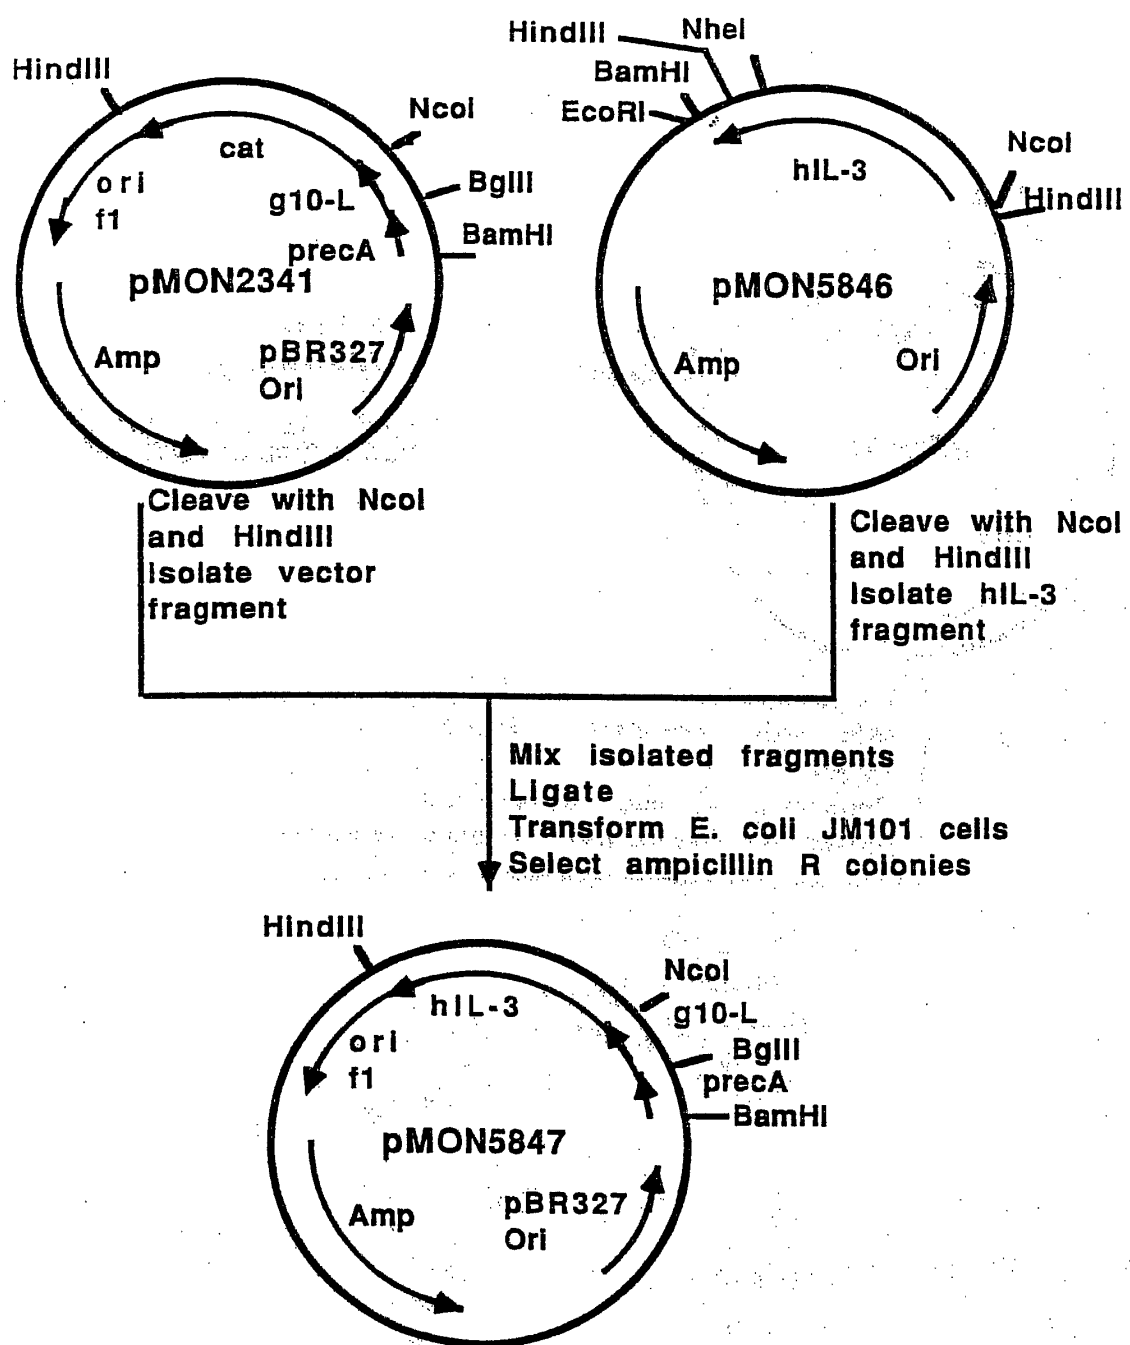 HindIII
NcoI
BglII
BamHI
cat
ori
f1
g10-L
precA
pMON2341
Amp
pBR327
Ori
HindIII
NheI
BamHI
EcoRI
NcoI
HindIII
hIL-3
pMON5846
Amp
Ori
Cleave with NcoI
and HindIII
Isolate vector
fragment
Cleave with NcoI
and HindIII
Isolate hIL-3
fragment
Mix isolated fragments
Ligate
Transform E. coli JM101 cells
Select ampicillin R colonies
HindIII
NcoI
g10-L
BglII
precA
BamHI
hIL-3
ori
f1
pMON5847
Amp
pBR327
Ori